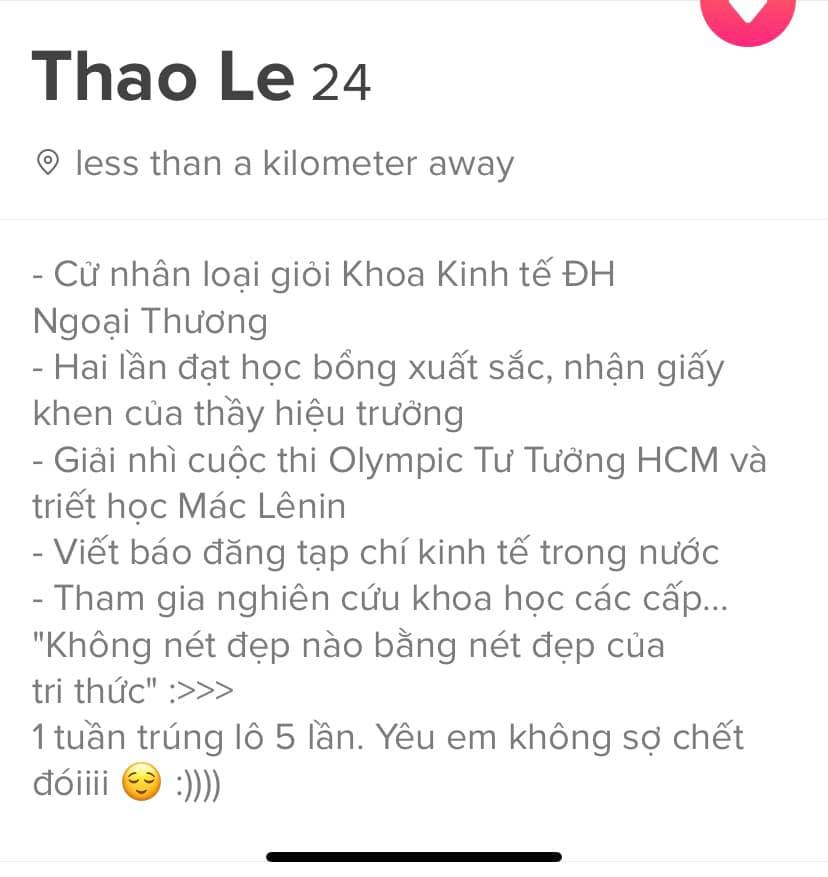 Thao Le 24
less than a kilometer away
- Cử nhân loại giỏi Khoa Kinh tế ĐH
Ngoại Thương
- Hai lần đạt học bổng xuất sắc, nhận giấy
khen của thầy hiệu trưởng
- Giải nhì cuộc thi Olympic Tư Tưởng HCM và
triết học Mác Lênin
- Viết báo đăng tạp chí kinh tế trong nước
- Tham gia nghiên cứu khoa học các cấp...
"Không nét đẹp nào bằng nét đẹp của
tri thức" :>>>
1 tuần trúng lô 5 lần. Yêu em không sợ chết
đóiiii 😌 :))))